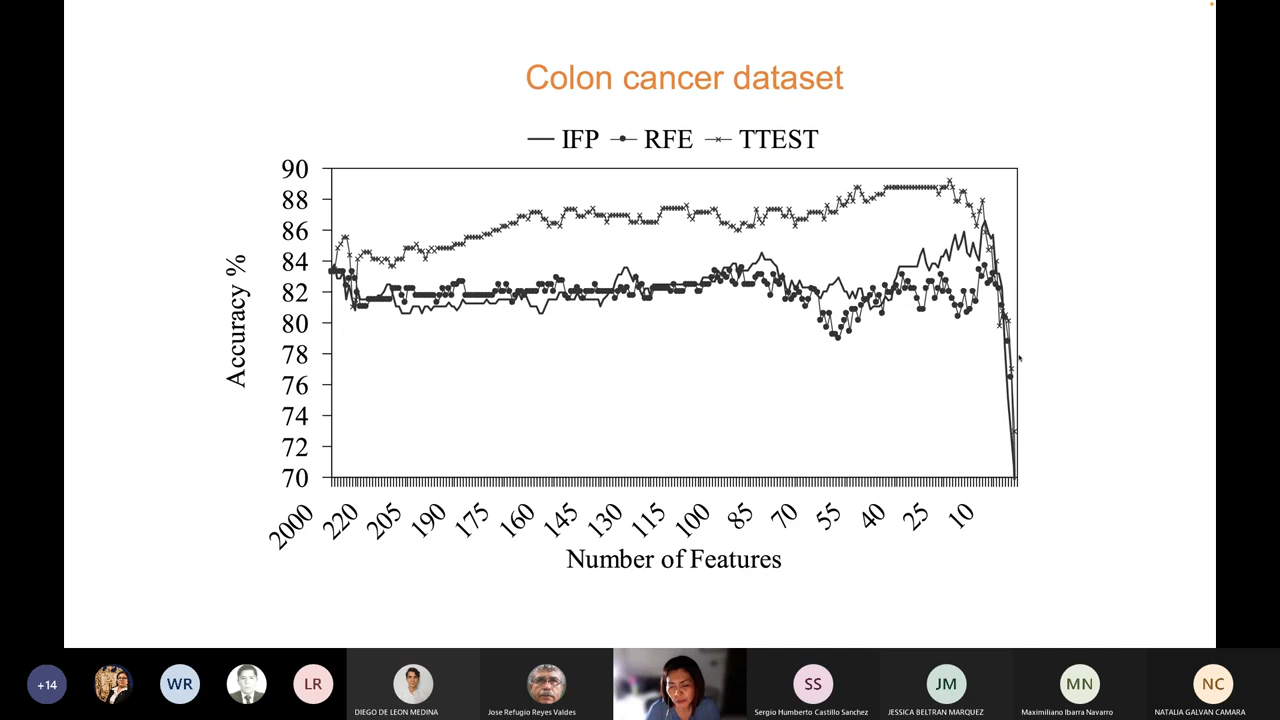 Colon cancer dataset
IFP RFE TTEST
90
88
86
84
82
80
78
76
74
72
70
Accuracy %
2000 220 205 190 175 160 145 130 115 100 85 70 55 40 25 10
Number of Features
+14 WR LR SS JM MN NC
DIEGO DE LEON MEDINA
Jose Refugio Reyes Valdes
Sergio Humberto Castillo Sanchez
JESSICA BELTRAN MARQUEZ
Maximiliano Ibarra Navarro
NATALIA GALVAN CAMARA